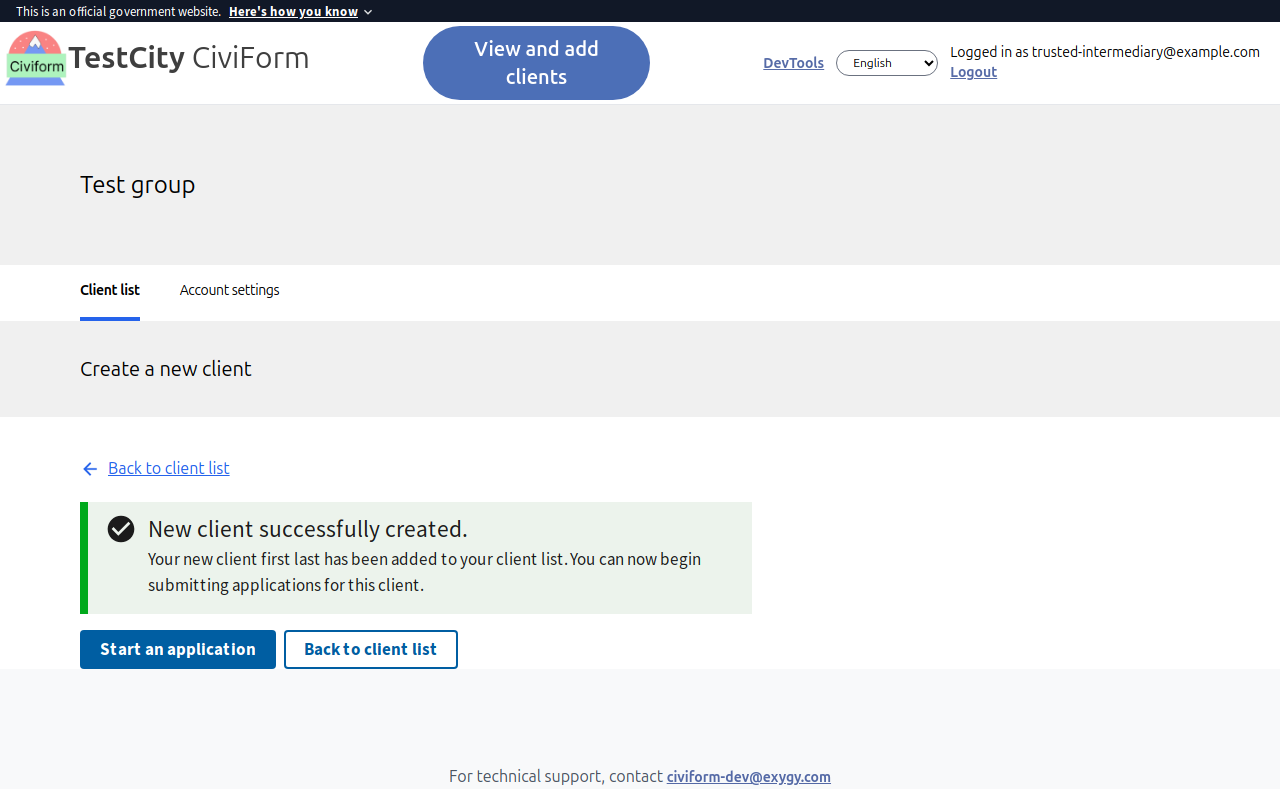 This is an official government website. Here's how you know
Civiform
TestCity CiviForm
View and add
clients
DevTools
English
Logged in as trusted-intermediary@example.com
Logout
Test group
Client list
Account settings
Create a new client
Back to client list
New client successfully created.
Your new client first last has been added to your client list. You can now begin
submitting applications for this client.
Start an application
Back to client list
For technical support, contact civiform-dev@exygy.com